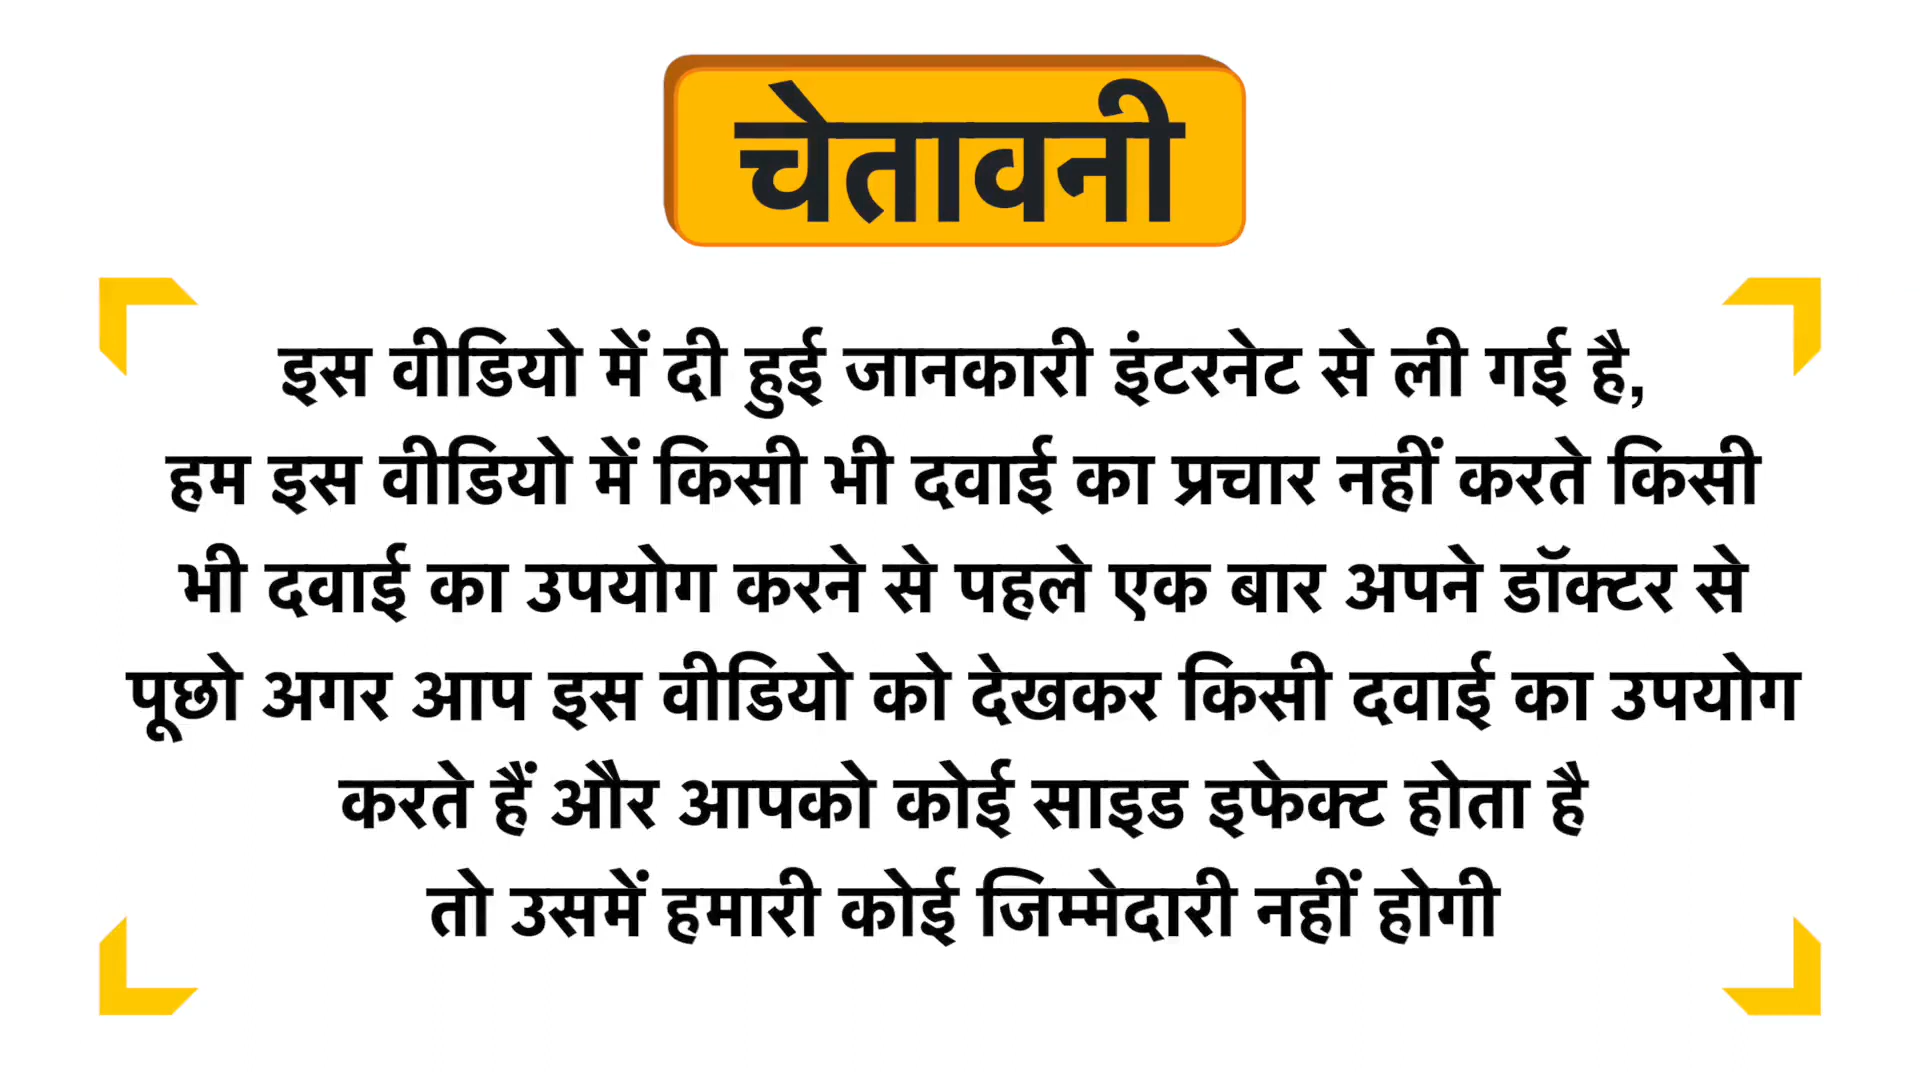 चेतावनी
इस वीडियो में दी हुई जानकारी इंटरनेट से ली गई है,
हम इस वीडियो में किसी भी दवाई का प्रचार नहीं करते किसी
भी दवाई का उपयोग करने से पहले एक बार अपने डॉक्टर से
पूछो अगर आप इस वीडियो को देखकर किसी दवाई का उपयोग
करते हैं और आपको कोई साइड इफेक्ट होता है
तो उसमें हमारी कोई जिम्मेदारी नहीं होगी